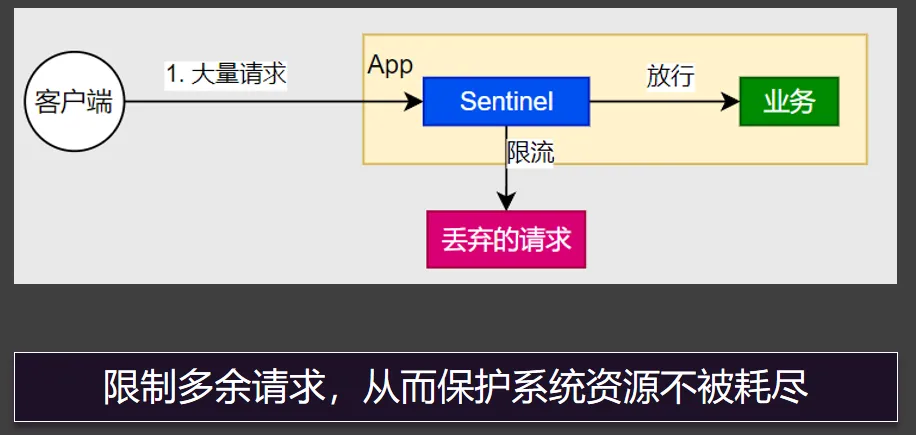 1. 大量请求
App
放行
客户端
Sentinel
业务
限流
丢弃的请求
限制多余请求，从而保护系统资源不被耗尽